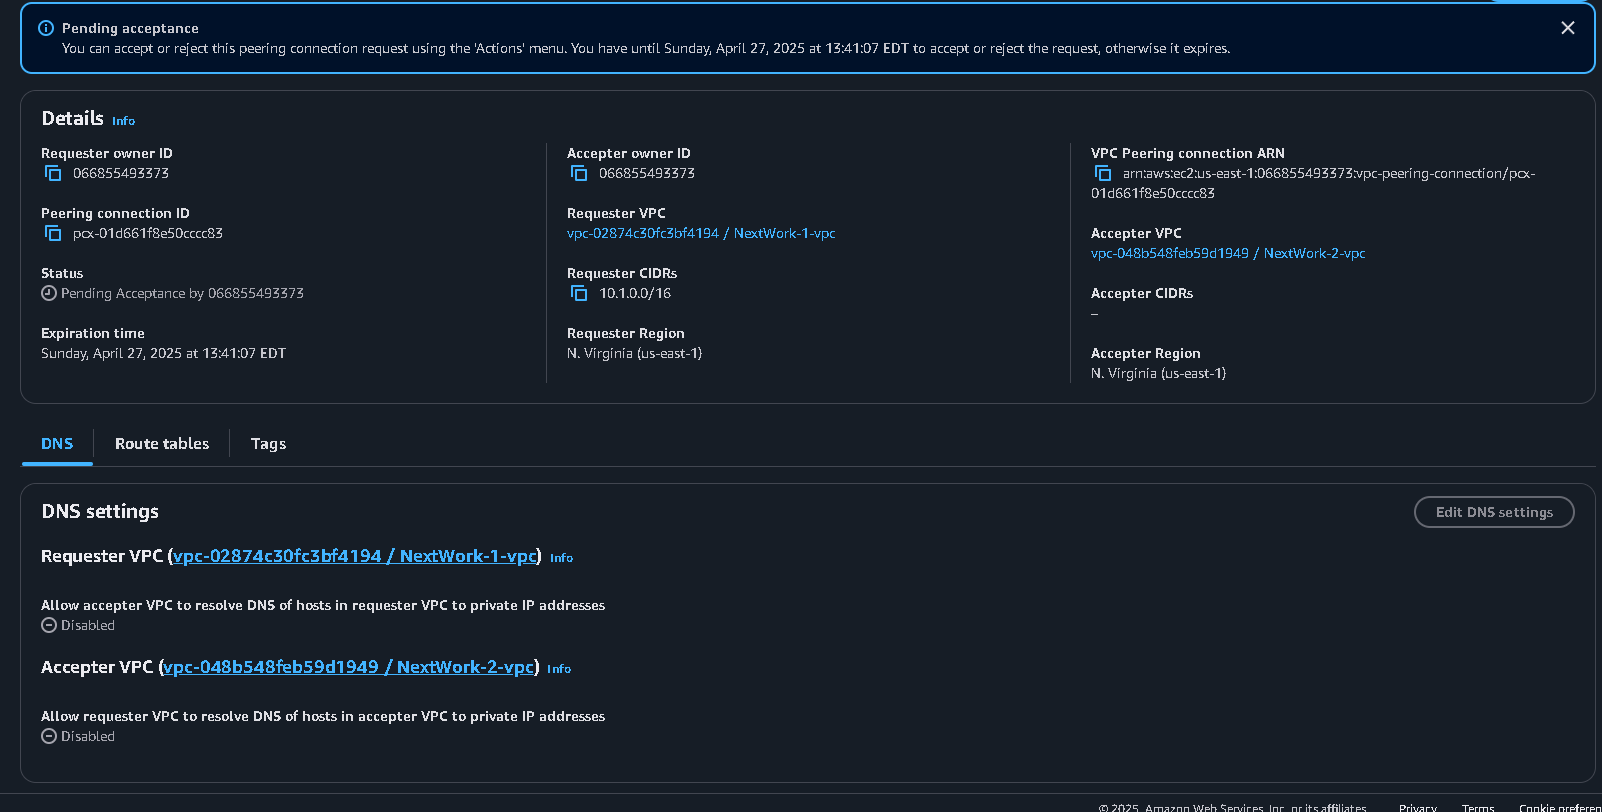 Pending acceptance
You can accept or reject this peering connection request using the 'Actions' menu. You have until Sunday, April 27, 2025 at 13:41:07 EDT to accept or reject the request, otherwise it expires.
Details Info
Requester owner ID
066855493373
Peering connection ID
pcx-01d661f8e50cccc83
Status
Pending Acceptance by 066855493373
Expiration time
Sunday, April 27, 2025 at 13:41:07 EDT
Accepter owner ID
066855493373
Requester VPC
vpc-02874c30fc3bf4194 / NextWork-1-vpc
Requester CIDRs
10.1.0.0/16
Requester Region
N. Virginia (us-east-1)
VPC Peering connection ARN
arn:aws:ec2:us-east-1:066855493373:vpc-peering-connection/pcx-
01d661f8e50cccc83
Accepter VPC
vpc-048b548feb59d1949 / NextWork-2-vpc
Accepter CIDRs
–
Accepter Region
N. Virginia (us-east-1)
DNS
Route tables
Tags
DNS settings
Edit DNS settings
Requester VPC (vpc-02874c30fc3bf4194 / NextWork-1-vpc) Info
Allow accepter VPC to resolve DNS of hosts in requester VPC to private IP addresses
Disabled
Accepter VPC (vpc-048b548feb59d1949 / NextWork-2-vpc) Info
Allow requester VPC to resolve DNS of hosts in accepter VPC to private IP addresses
Disabled
© 2025, Amazon Web Services, Inc. or its affiliates.
Privacy
Terms
Cookie preferen